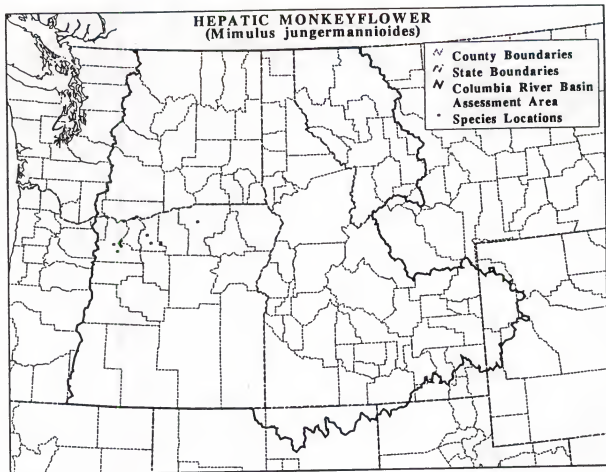 HEPATIC MONKEYFLOWER
(Mimulus jungermannioides)
County Boundaries
State Boundaries
Columbia River Basin
Assessment Area
Species Locations